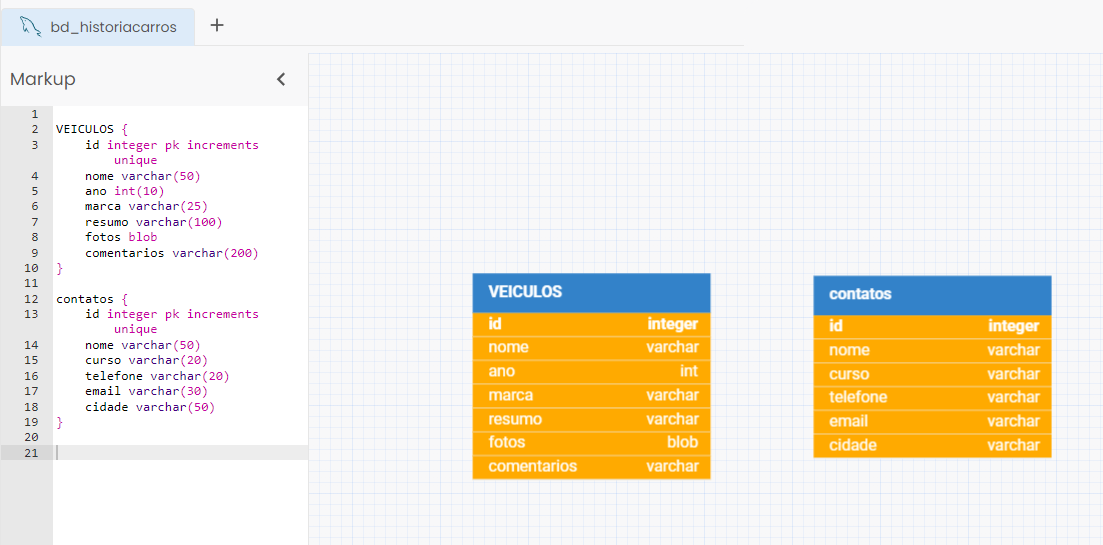 bd_historiacarros +
Markup
1
2 VEICULOS {
3 id integer pk increments
unique
4 nome varchar(50)
5 ano int(10)
6 marca varchar(25)
7 resumo varchar(100)
8 fotos blob
9 comentarios varchar(200)
10 }
11
12 contatos {
13 id integer pk increments
unique
14 nome varchar(50)
15 curso varchar(20)
16 telefone varchar(20)
17 email varchar(30)
18 cidade varchar(50)
19 }
20
21
VEICULOS
id integer
nome varchar
ano int
marca varchar
resumo varchar
fotos blob
comentarios varchar
contatos
id integer
nome varchar
curso varchar
telefone varchar
email varchar
cidade varchar